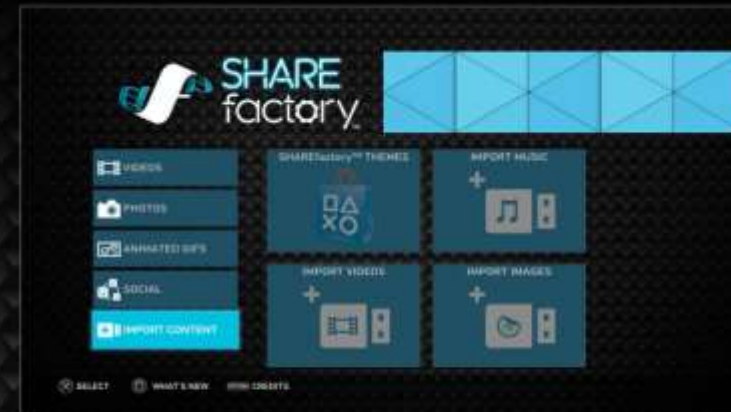 SHARE
factory™
VIDEOS
PHOTOS
ANIMATED GIFS
SOCIAL
IMPORT CONTENT
SHAREfactory™ THEMES
IMPORT MUSIC
IMPORT VIDEOS
IMPORT IMAGES
SELECT
WHAT'S NEW
CREDITS